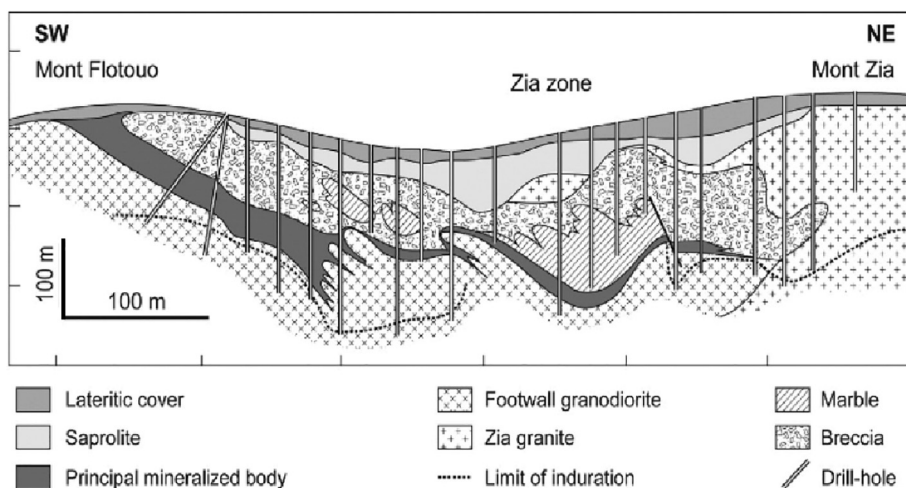 SW
NE
Mont Flotouo
Zia zone
Mont Zia
100 m
100 m
Lateritic cover
Footwall granodiorite
Marble
Saprolite
Zia granite
Breccia
Principal mineralized body
Limit of induration
Drill-hole